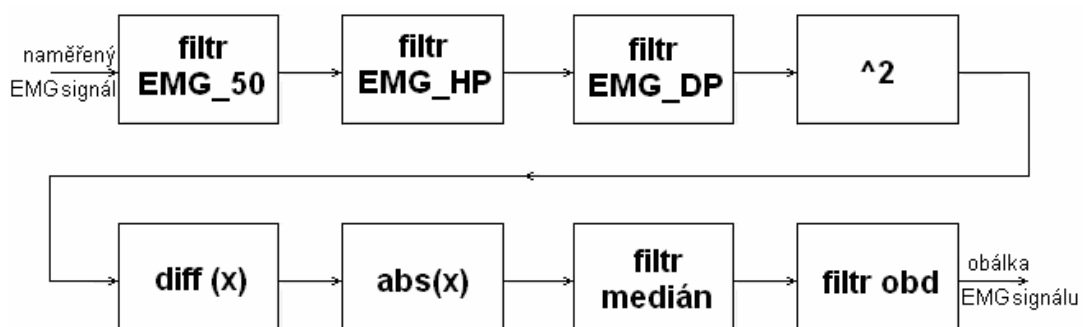 naměřený
EMG signál
filtr
EMG_50
filtr
EMG_HP
filtr
EMG_DP
^2
diff (x)
abs(x)
filtr
medián
filtr obd
obálka
EMG signálu